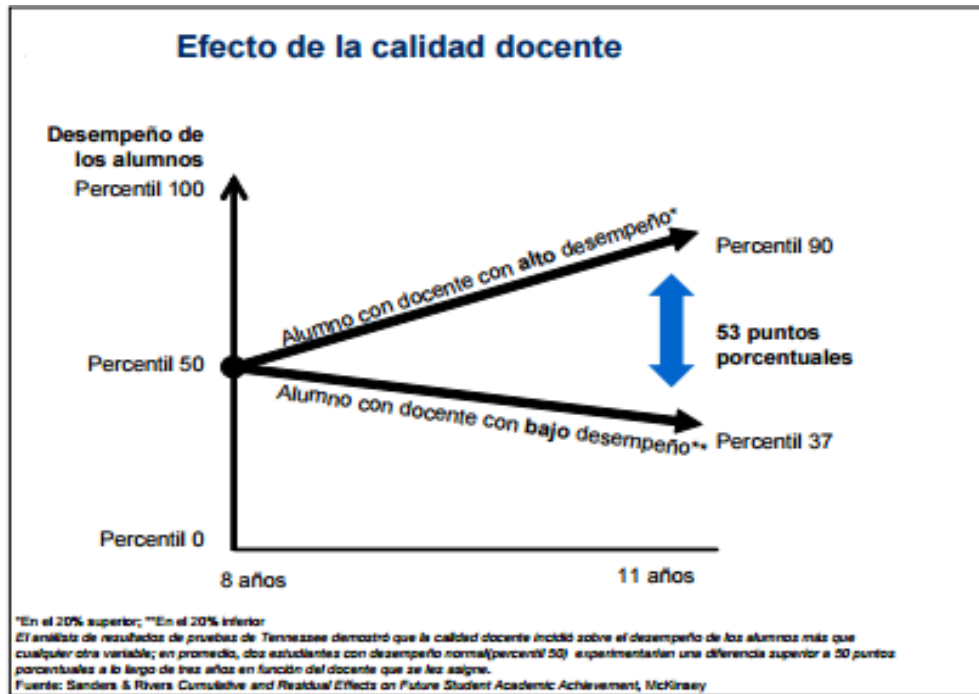 Efecto de la calidad docente
Desempeño de
los alumnos
Percentil 100
Alumno con docente con alto desempeño*
Percentil 90
53 puntos
porcentuales
Percentil 50
Alumno con docente con bajo desempeño**
Percentil 37
Percentil 0
8 años
11 años
*En el 20% superior; **En el 20% inferior
El análisis de resultados de pruebas de Tennessee demostró que la calidad docente incidió sobre el desempeño de los alumnos más que
cualquier otra variable; en promedio, dos estudiantes con desempeño normal(percentil 50) experimentarían una diferencia superior a 50 puntos
porcentuales a lo largo de tres años en función del docente que se les asigne.
Fuente: Sanders & Rivers Cumulative and Residual Effects on Future Student Academic Achievement, McKinsey